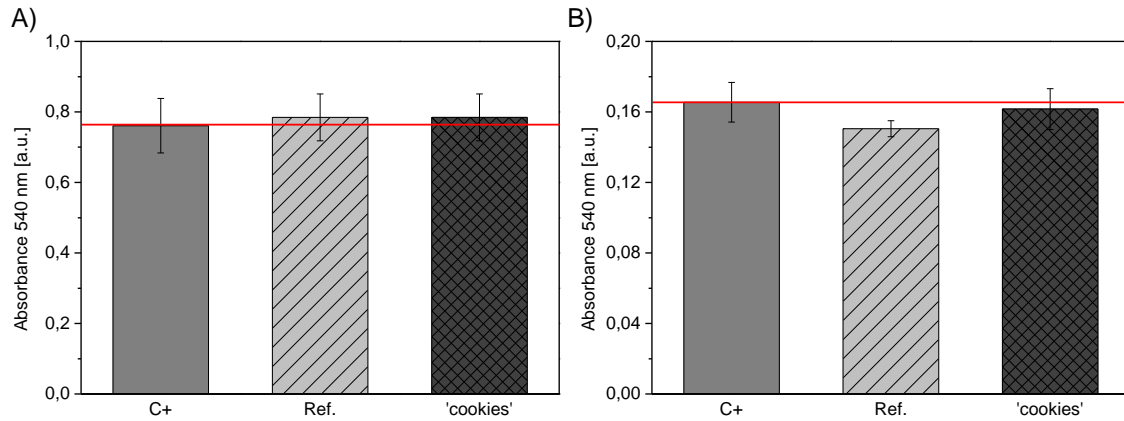 A)
Absorbance 540 nm [a.u.]
1,0
0,8
0,6
0,4
0,2
0,0
C+ Ref. 'cookies'
B)
Absorbance 540 nm [a.u.]
0,20
0,16
0,12
0,08
0,04
0,00
C+ Ref. 'cookies'